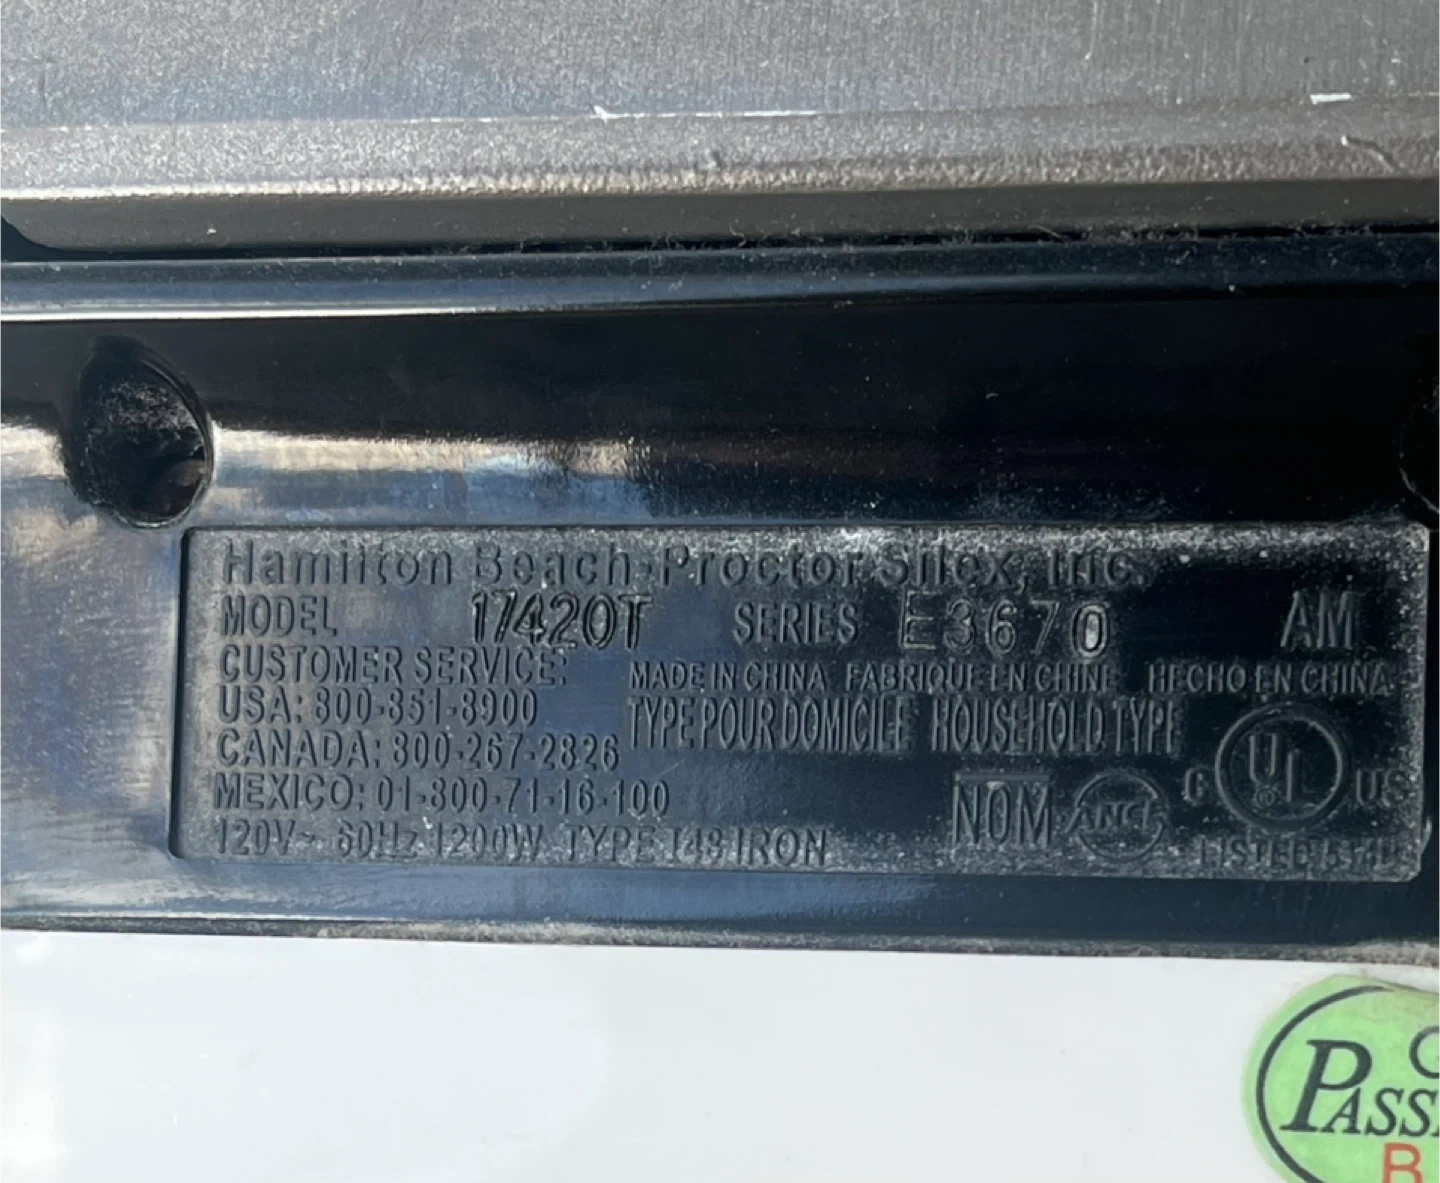 Hamilton Beach-Proctor Silex, Inc.
MODEL 17420T SERIES E3670 AM
CUSTOMER SERVICE:
USA: 800-851-8900
CANADA: 800-267-2826
MEXICO: 01-800-71-16-100
120V~ 60Hz 1200W TYPE I48 IRON
MADE IN CHINA FABRIQUE EN CHINE HECHO EN CHINA
TYPE POUR DOMICILE HOUSEHOLD TYPE
NOM ANCE
C UL US
®
LISTED
PASS
B